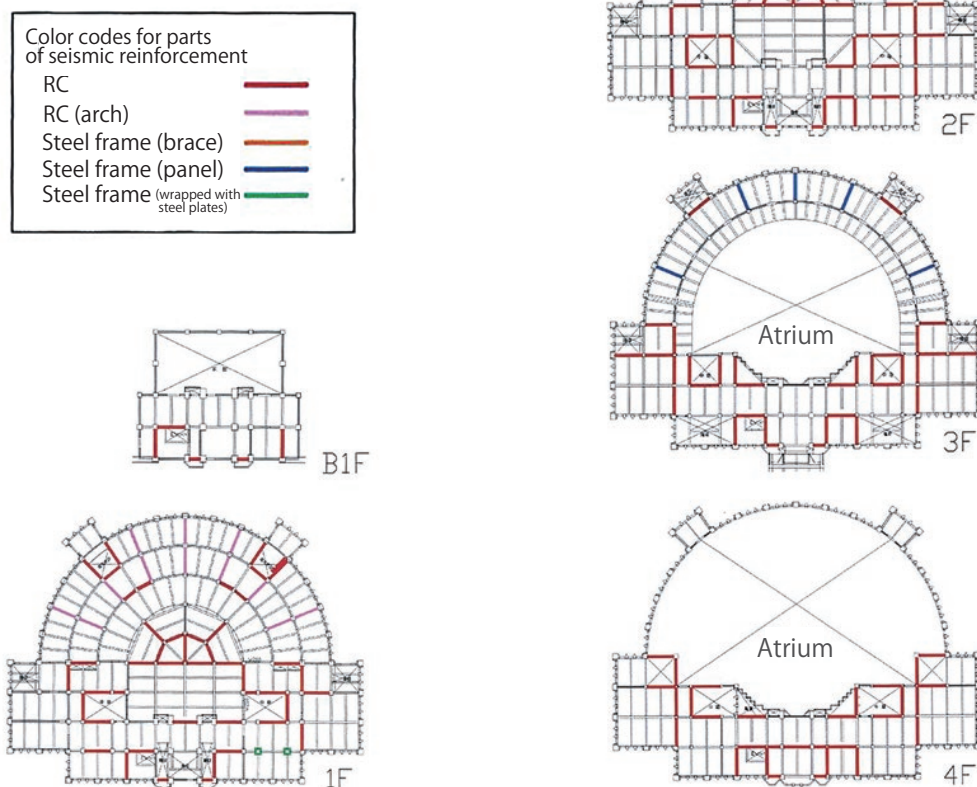 Color codes for parts
of seismic reinforcement
RC
RC (arch)
Steel frame (brace)
Steel frame (panel)
Steel frame (wrapped with
steel plates)
2F
Atrium
3F
B1F
1F
Atrium
4F